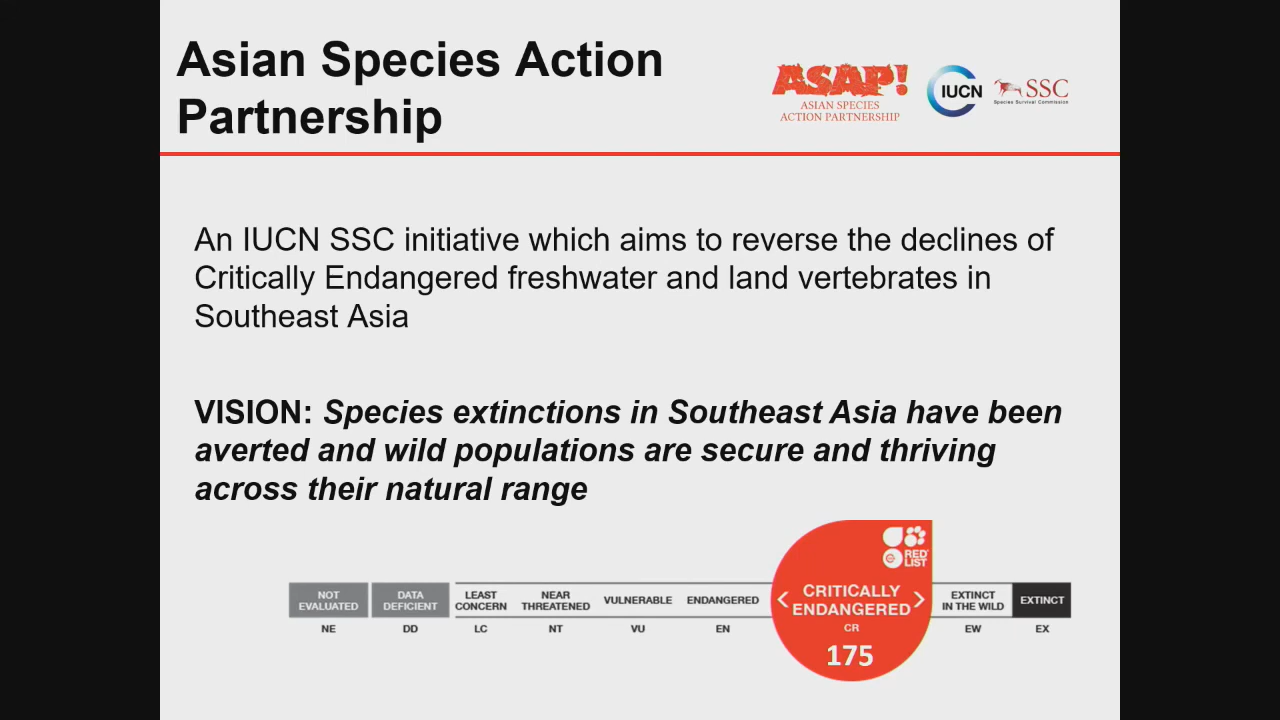 Asian Species Action
Partnership
ASAP!
ASIAN SPECIES
ACTION PARTNERSHIP
IUCN
SSC
Species Survival Commission
An IUCN SSC initiative which aims to reverse the declines of
Critically Endangered freshwater and land vertebrates in
Southeast Asia
VISION: Species extinctions in Southeast Asia have been
averted and wild populations are secure and thriving
across their natural range
RED
LIST
NOT
EVALUATED
NE
DATA
DEFICIENT
DD
LEAST
CONCERN
LC
NEAR
THREATENED
NT
VULNERABLE
VU
ENDANGERED
EN
< CRITICALLY >
ENDANGERED
CR
175
EXTINCT
IN THE WILD
EW
EXTINCT
EX